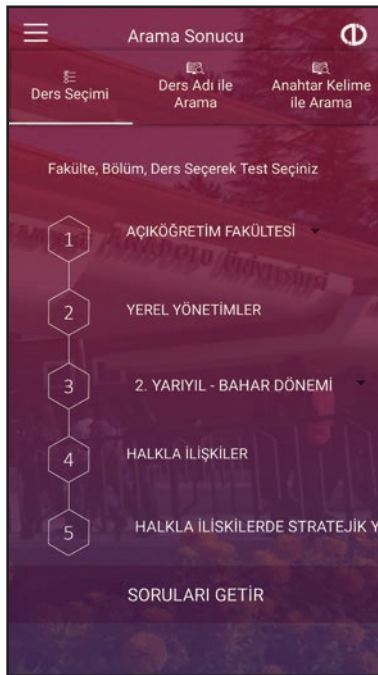 Arama Sonucu
Ders Seçimi
Ders Adı ile
Arama
Anahtar Kelime
ile Arama
Fakülte, Bölüm, Ders Seçerek Test Seçiniz
1
AÇIKÖĞRETİM FAKÜLTESİ
2
YEREL YÖNETİMLER
3
2. YARIYIL - BAHAR DÖNEMİ
4
HALKLA İLİŞKİLER
5
HALKLA İLİSKİLERDE STRATEJİK Y
SORULARI GETİR